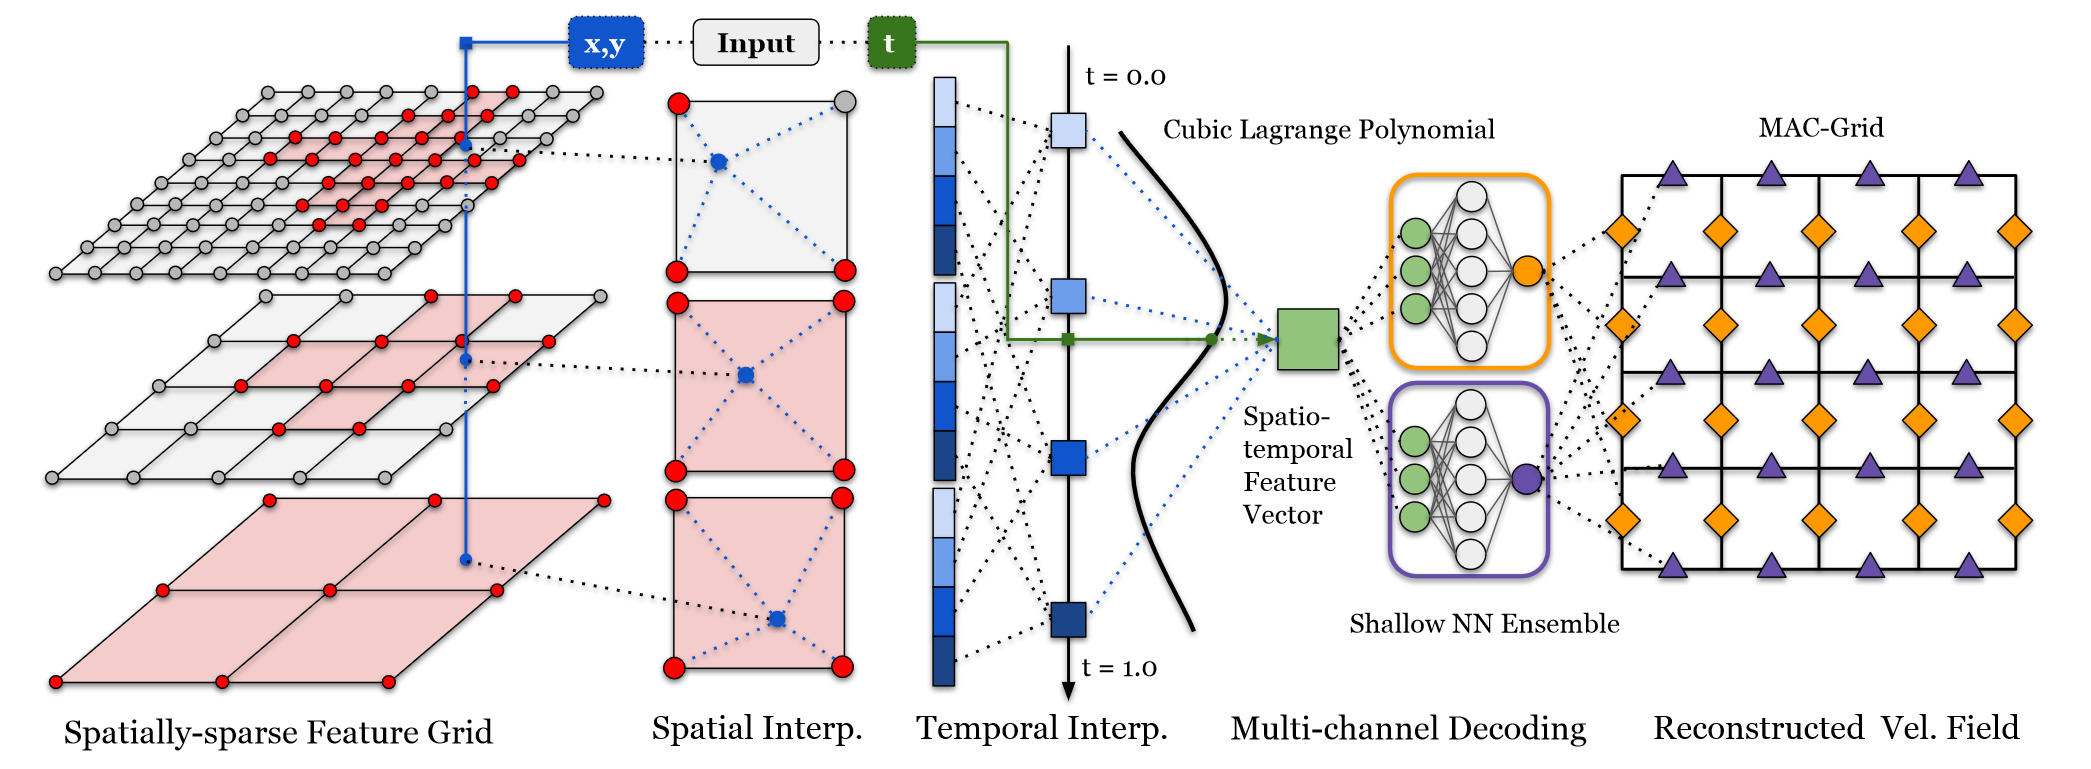 x,y
Input
t
t = 0.0
Cubic Lagrange Polynomial
MAC-Grid
Spatio-
temporal
Feature
Vector
Shallow NN Ensemble
t = 1.0
Spatially-sparse Feature Grid
Spatial Interp.
Temporal Interp.
Multi-channel Decoding
Reconstructed Vel. Field